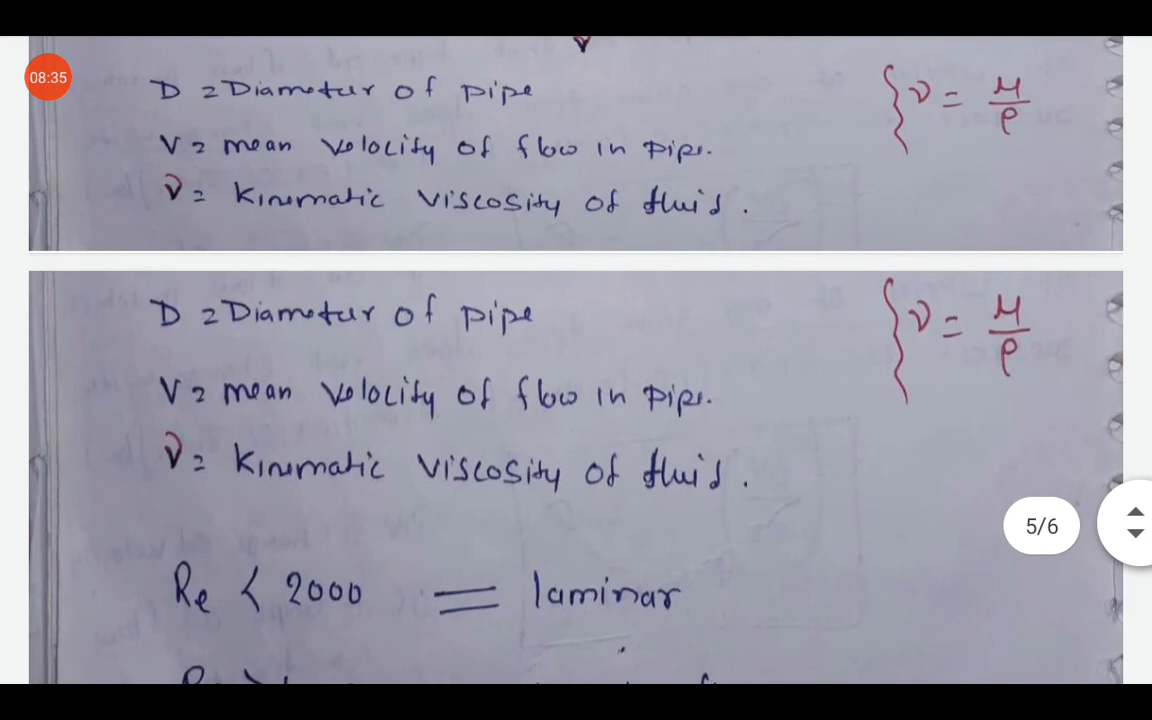 08:35
D = Diameter of pipe
V = mean velocity of flow in pipe.
ν = Kinematic viscosity of fluid.
{ ν = μ/ρ
D = Diameter of pipe
V = mean velocity of flow in pipe.
ν = Kinematic viscosity of fluid.
{ ν = μ/ρ
5/6
Re < 2000 = laminar